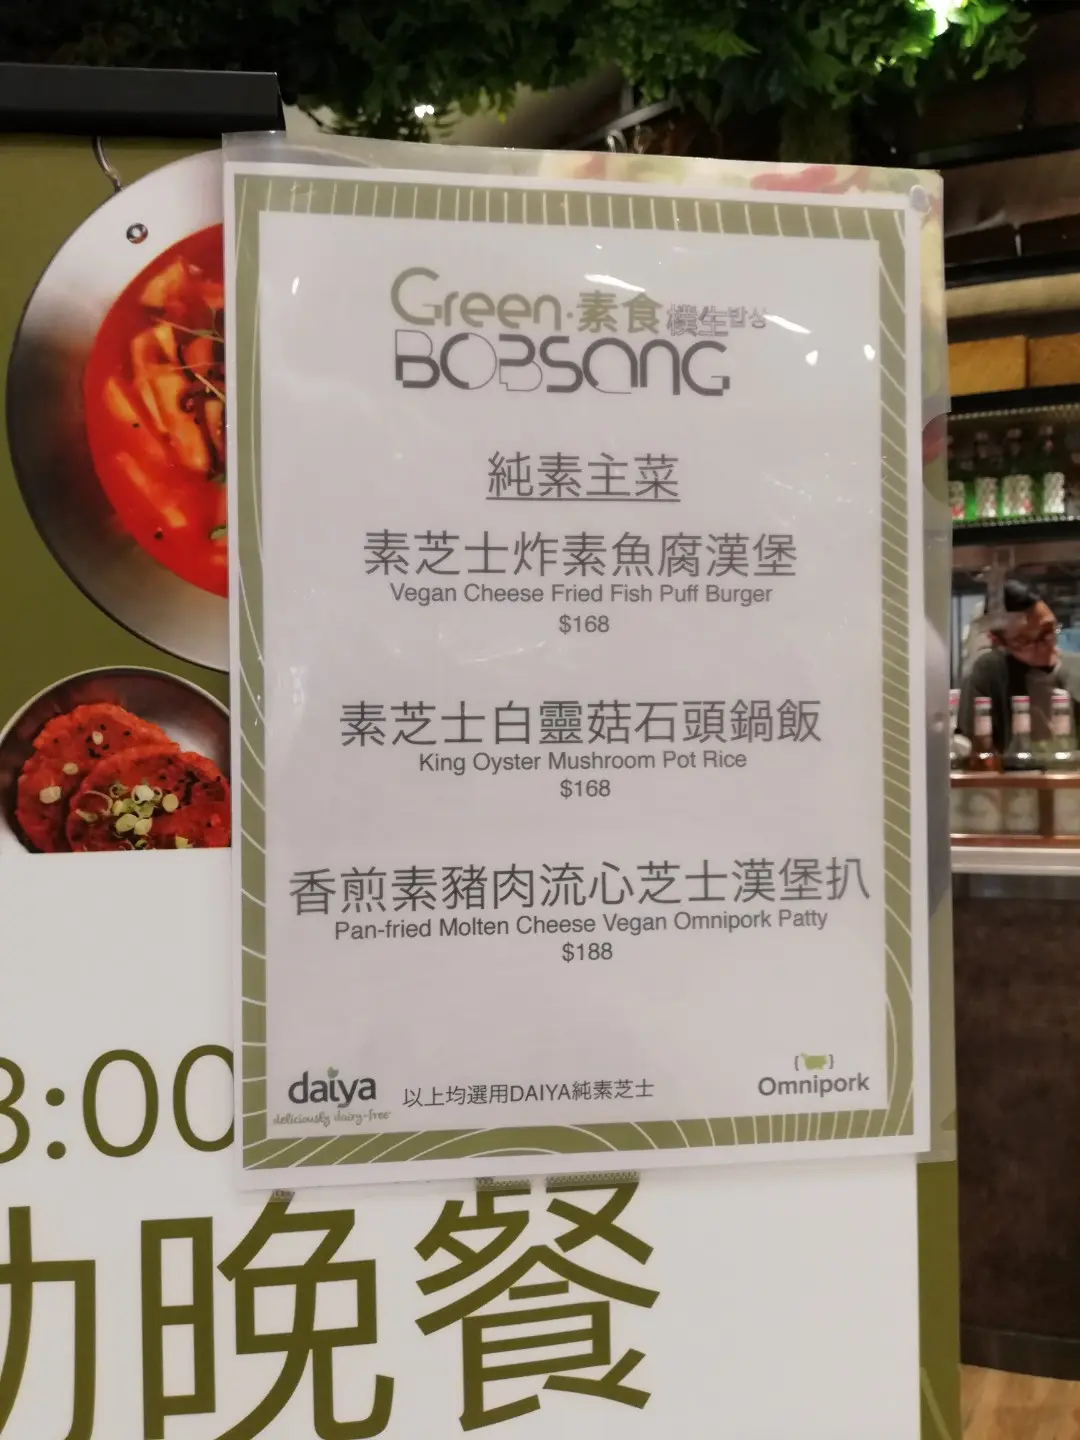 Green·素食 樸生밥상
BOBSANG
純素主菜
素芝士炸素魚腐漢堡
Vegan Cheese Fried Fish Puff Burger
$168
素芝士白靈菇石頭鍋飯
King Oyster Mushroom Pot Rice
$168
香煎素豬肉流心芝士漢堡扒
Pan-fried Molten Cheese Vegan Omnipork Patty
$188
daiya
deliciously dairy-free
以上均選用DAIYA純素芝士
{ }
Omnipork
:00
晚餐